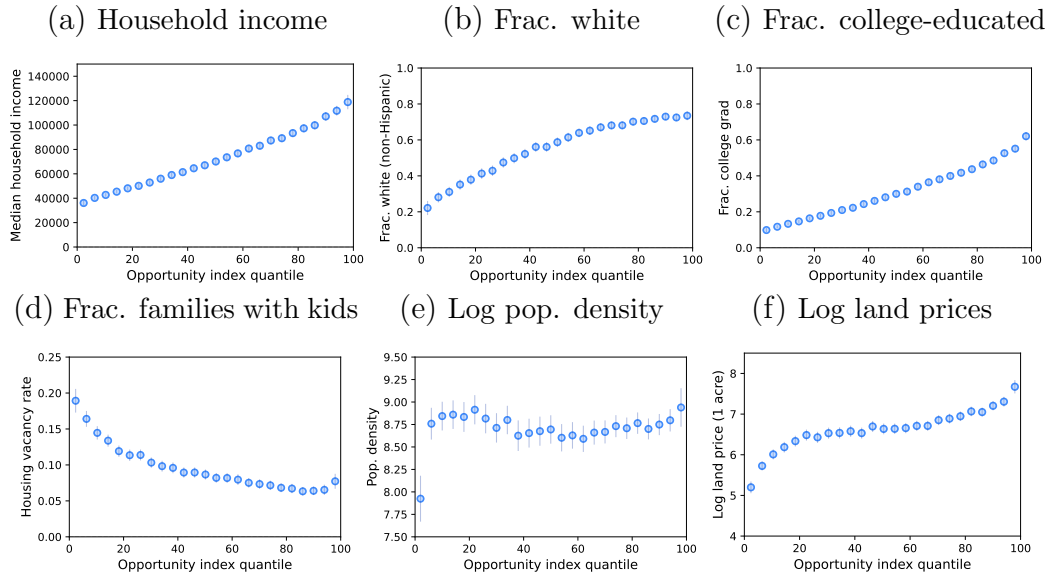 (a) Household income
(b) Frac. white
(c) Frac. college-educated
Median household income
140000
120000
100000
80000
60000
40000
20000
0
0 20 40 60 80 100
Opportunity index quantile
Frac. white (non-Hispanic)
1.0
0.8
0.6
0.4
0.2
0.0
0 20 40 60 80 100
Opportunity index quantile
Frac. college grad
1.0
0.8
0.6
0.4
0.2
0.0
0 20 40 60 80 100
Opportunity index quantile
(d) Frac. families with kids
(e) Log pop. density
(f) Log land prices
Housing vacancy rate
0.25
0.20
0.15
0.10
0.05
0.00
0 20 40 60 80 100
Opportunity index quantile
Pop. density
9.50
9.25
9.00
8.75
8.50
8.25
8.00
7.75
7.50
0 20 40 60 80 100
Opportunity index quantile
Log land price (1 acre)
8
7
6
5
4
0 20 40 60 80 100
Opportunity index quantile